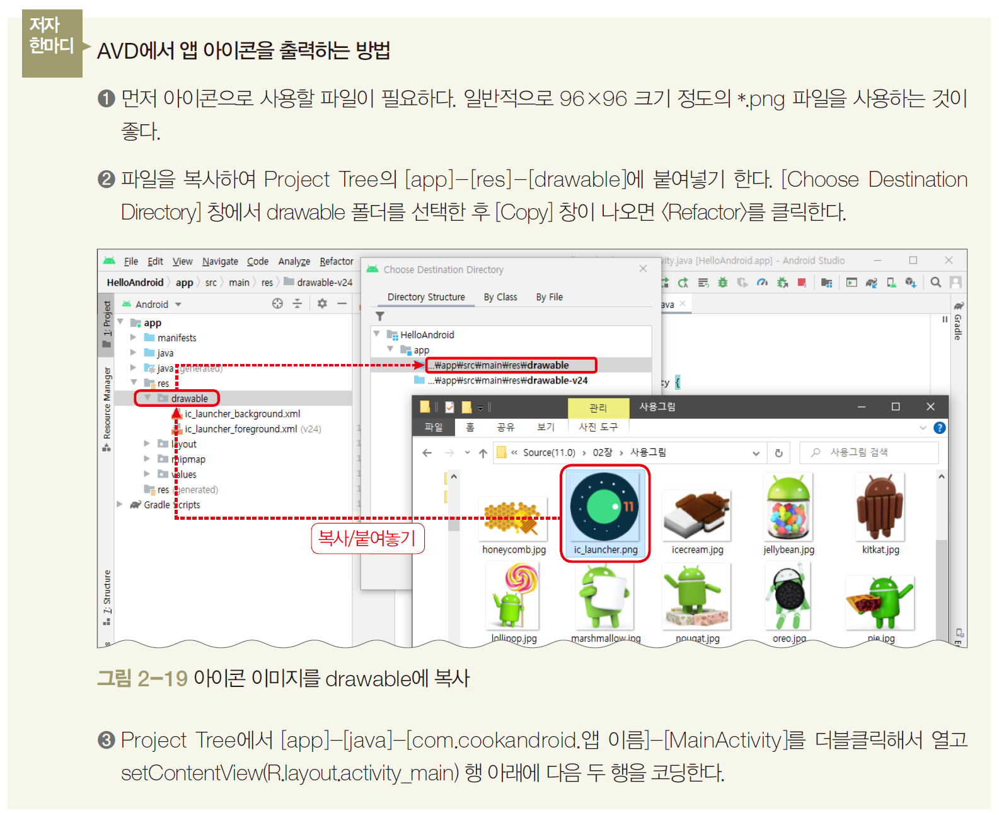 저자
한마디
AVD에서 앱 아이콘을 출력하는 방법
❶ 먼저 아이콘으로 사용할 파일이 필요하다. 일반적으로 96×96 크기 정도의 *.png 파일을 사용하는 것이
좋다.
❷ 파일을 복사하여 Project Tree의 [app]-[res]-[drawable]에 붙여넣기 한다. [Choose Destination
Directory] 창에서 drawable 폴더를 선택한 후 [Copy] 창이 나오면 〈Refactor〉를 클릭한다.
File Edit View Navigate Code Analyze Refactor
ity.java [HelloAndroid.app] - Android Studio
HelloAndroid 〉 app 〉 src 〉 main 〉 res 〉 drawable-v24
Choose Destination Directory
Directory Structure By Class By File
HelloAndroid
app
...₩app₩src₩main₩res₩drawable
...₩app₩src₩main₩res₩drawable-v24
ava
ty {
1: Project
Resource Manager
7: Structure
Gradle
Android
app
manifests
java
java (generated)
res
drawable
ic_launcher_background.xml
ic_launcher_foreground.xml (v24)
layout
mipmap
values
res (generated)
Gradle Scripts
관리 사용그림
파일 홈 공유 보기 사진 도구
« Source(11.0) › 02장 › 사용그림
사용그림 검색
11
honeycomb.jpg ic_launcher.png icecream.jpg jellybean.jpg kitkat.jpg
lollipop.jpg marshmallow.jpg nougat.jpg oreo.jpg pie.jpg
복사/붙여놓기
그림 2-19 아이콘 이미지를 drawable에 복사
❸ Project Tree에서 [app]-[java]-[com.cookandroid.앱 이름]-[MainActivity]를 더블클릭해서 열고
setContentView(R.layout.activity_main) 행 아래에 다음 두 행을 코딩한다.